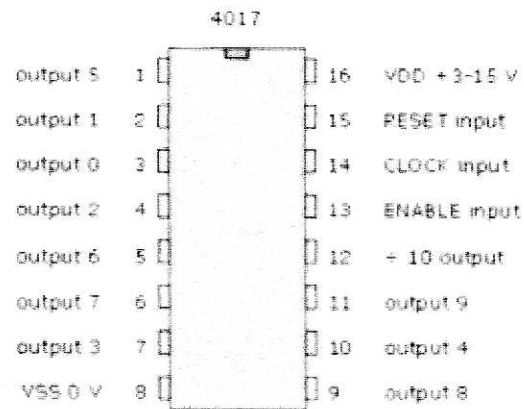 4017
output 5 1 16 VDD + 3-15 V
output 1 2 15 RESET input
output 0 3 14 CLOCK input
output 2 4 13 ENABLE input
output 6 5 12 ÷ 10 output
output 7 6 11 output 9
output 3 7 10 output 4
VSS 0 V 8 9 output 8